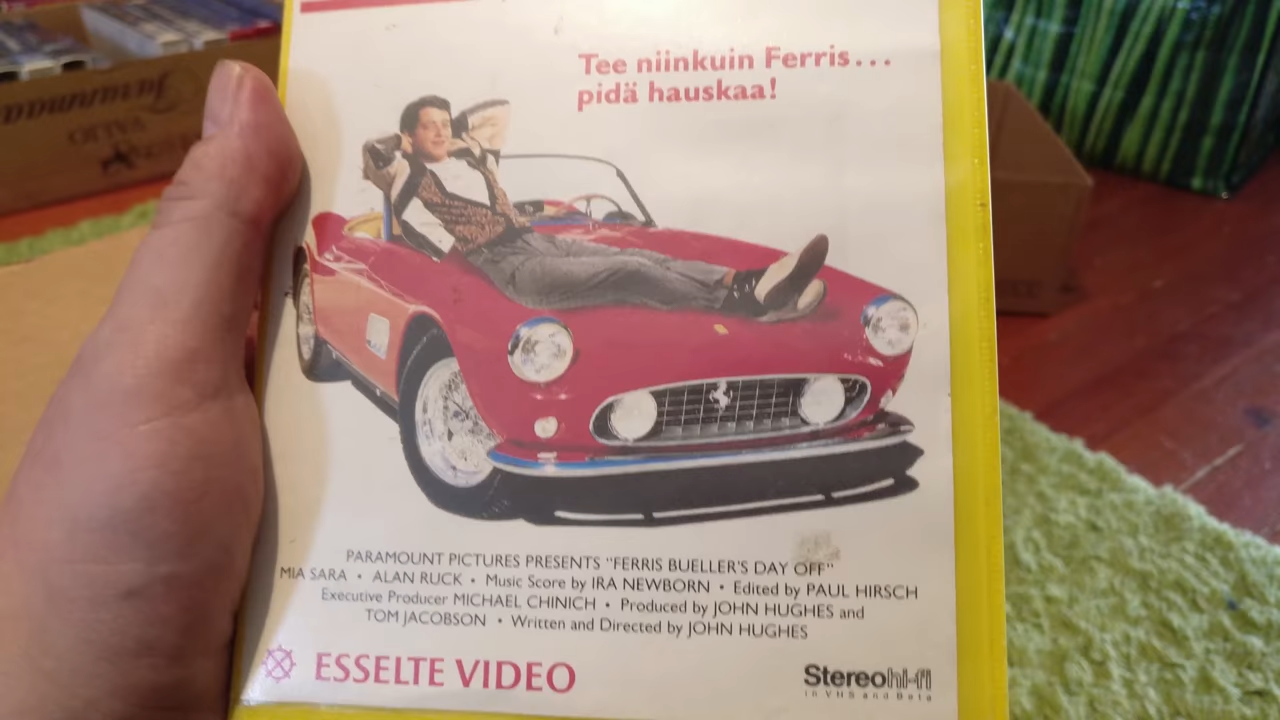 Tee niinkuin Ferris...
pidä hauskaa!
PARAMOUNT PICTURES PRESENTS "FERRIS BUELLER'S DAY OFF"
MIA SARA • ALAN RUCK • Music Score by IRA NEWBORN • Edited by PAUL HIRSCH
Executive Producer MICHAEL CHINICH • Produced by JOHN HUGHES and
TOM JACOBSON • Written and Directed by JOHN HUGHES
ESSELTE VIDEO
Stereo hi-fi
in VHS and Beta
VALIO